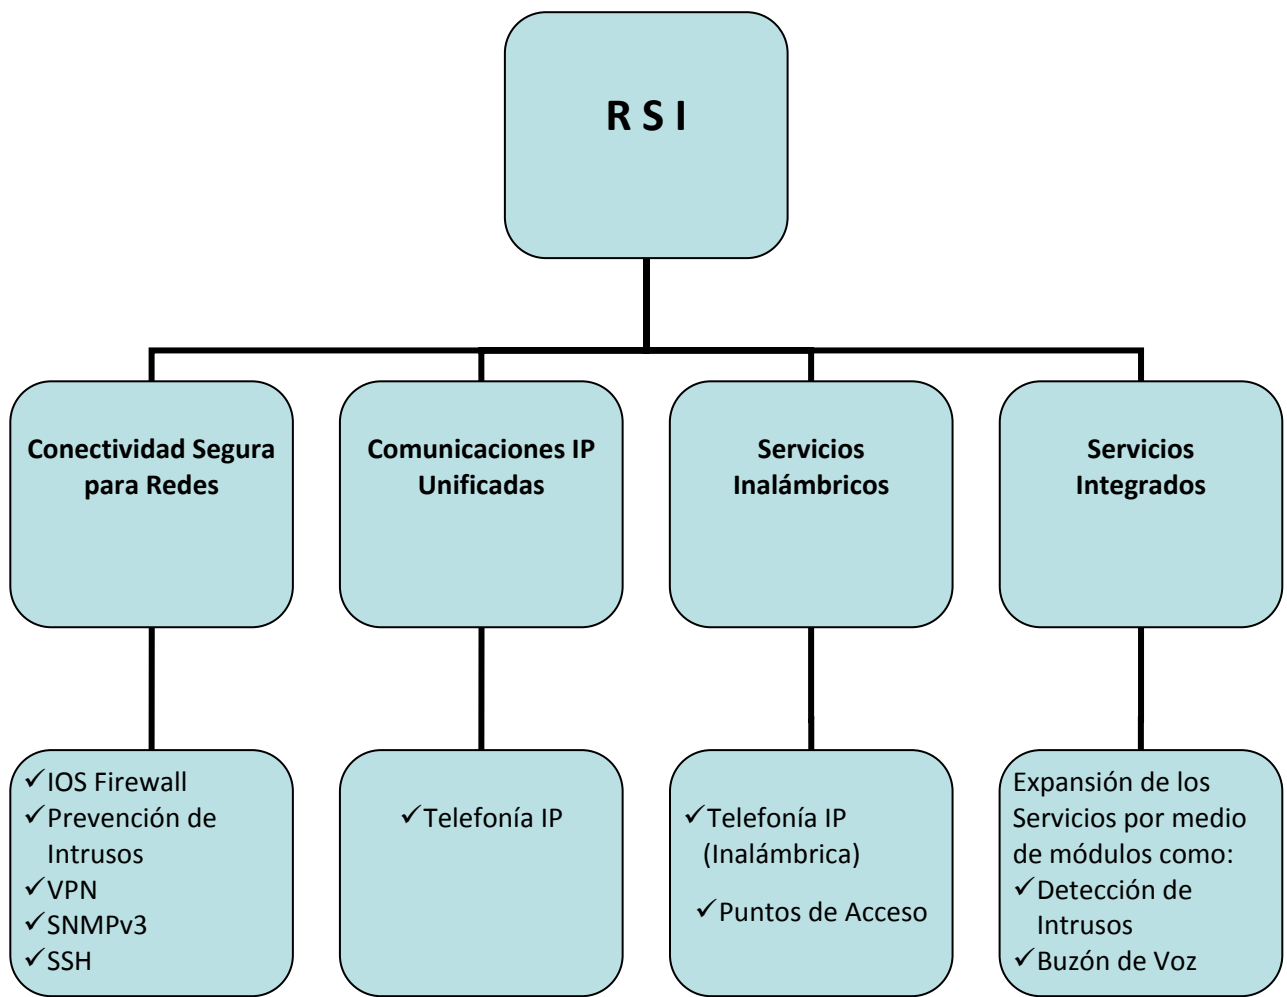 R S I
Conectividad Segura
para Redes
Comunicaciones IP
Unificadas
Servicios
Inalámbricos
Servicios
Integrados
✓IOS Firewall
✓Prevención de
Intrusos
✓VPN
✓SNMPv3
✓SSH
✓Telefonía IP
✓Telefonía IP
(Inalámbrica)
✓Puntos de Acceso
Expansión de los
Servicios por medio
de módulos como:
✓Detección de
Intrusos
✓Buzón de Voz